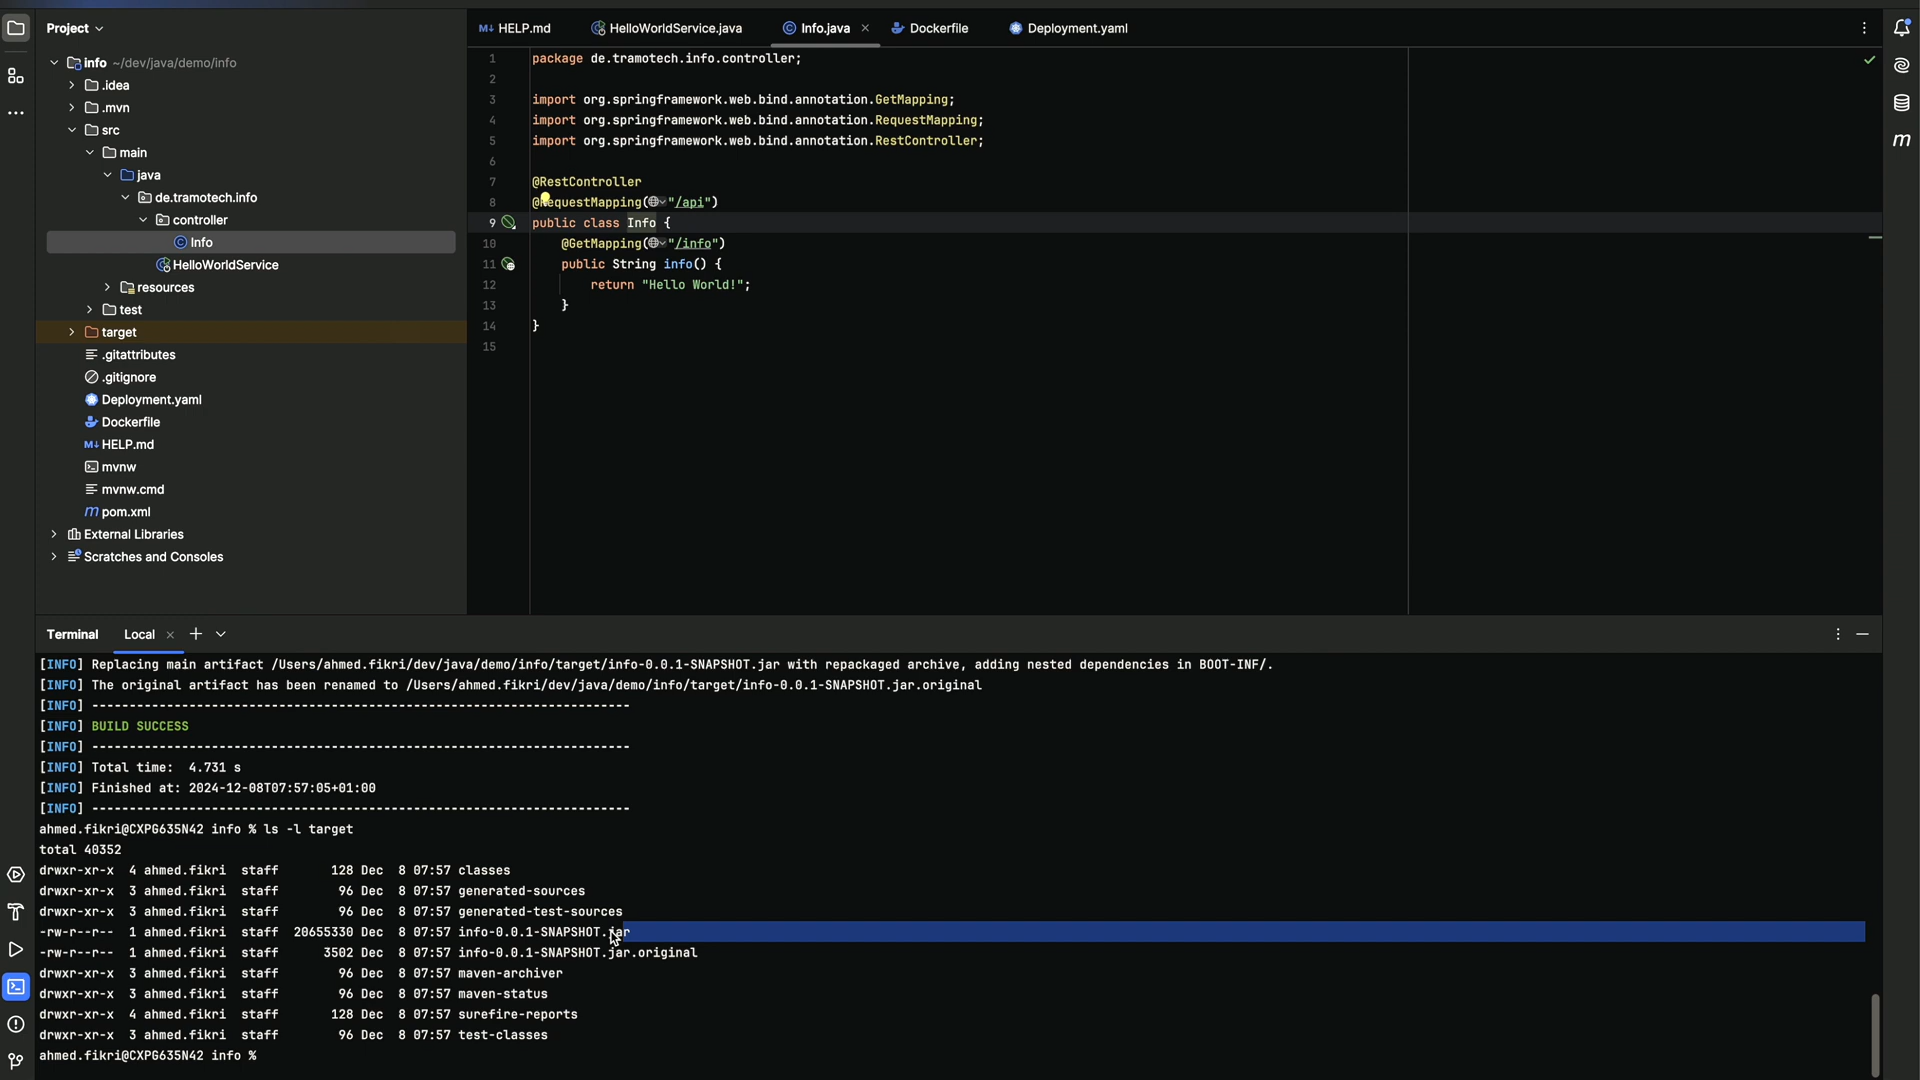 Project
HELP.md
HelloWorldService.java
Info.java
Dockerfile
Deployment.yaml
info ~/dev/java/demo/info
.idea
.mvn
src
main
java
de.tramotech.info
controller
Info
HelloWorldService
resources
test
target
.gitattributes
.gitignore
Deployment.yaml
Dockerfile
HELP.md
mvnw
mvnw.cmd
pom.xml
External Libraries
Scratches and Consoles
1 package de.tramotech.info.controller;
2
3 import org.springframework.web.bind.annotation.GetMapping;
4 import org.springframework.web.bind.annotation.RequestMapping;
5 import org.springframework.web.bind.annotation.RestController;
6
7 @RestController
8 @RequestMapping("/api")
9 public class Info {
10 @GetMapping("/info")
11 public String info() {
12 return "Hello World!";
13 }
14 }
15
Terminal Local
[INFO] Replacing main artifact /Users/ahmed.fikri/dev/java/demo/info/target/info-0.0.1-SNAPSHOT.jar with repackaged archive, adding nested dependencies in BOOT-INF/.
[INFO] The original artifact has been renamed to /Users/ahmed.fikri/dev/java/demo/info/target/info-0.0.1-SNAPSHOT.jar.original
[INFO] ------------------------------------------------------------------------
[INFO] BUILD SUCCESS
[INFO] ------------------------------------------------------------------------
[INFO] Total time:  4.731 s
[INFO] Finished at: 2024-12-08T07:57:05+01:00
[INFO] ------------------------------------------------------------------------
ahmed.fikri@CXPG635N42 info % ls -l target
total 40352
drwxr-xr-x  4 ahmed.fikri  staff       128 Dec  8 07:57 classes
drwxr-xr-x  3 ahmed.fikri  staff        96 Dec  8 07:57 generated-sources
drwxr-xr-x  3 ahmed.fikri  staff        96 Dec  8 07:57 generated-test-sources
-rw-r--r--  1 ahmed.fikri  staff  20655330 Dec  8 07:57 info-0.0.1-SNAPSHOT.jar
-rw-r--r--  1 ahmed.fikri  staff      3502 Dec  8 07:57 info-0.0.1-SNAPSHOT.jar.original
drwxr-xr-x  3 ahmed.fikri  staff        96 Dec  8 07:57 maven-archiver
drwxr-xr-x  3 ahmed.fikri  staff        96 Dec  8 07:57 maven-status
drwxr-xr-x  4 ahmed.fikri  staff       128 Dec  8 07:57 surefire-reports
drwxr-xr-x  3 ahmed.fikri  staff        96 Dec  8 07:57 test-classes
ahmed.fikri@CXPG635N42 info %